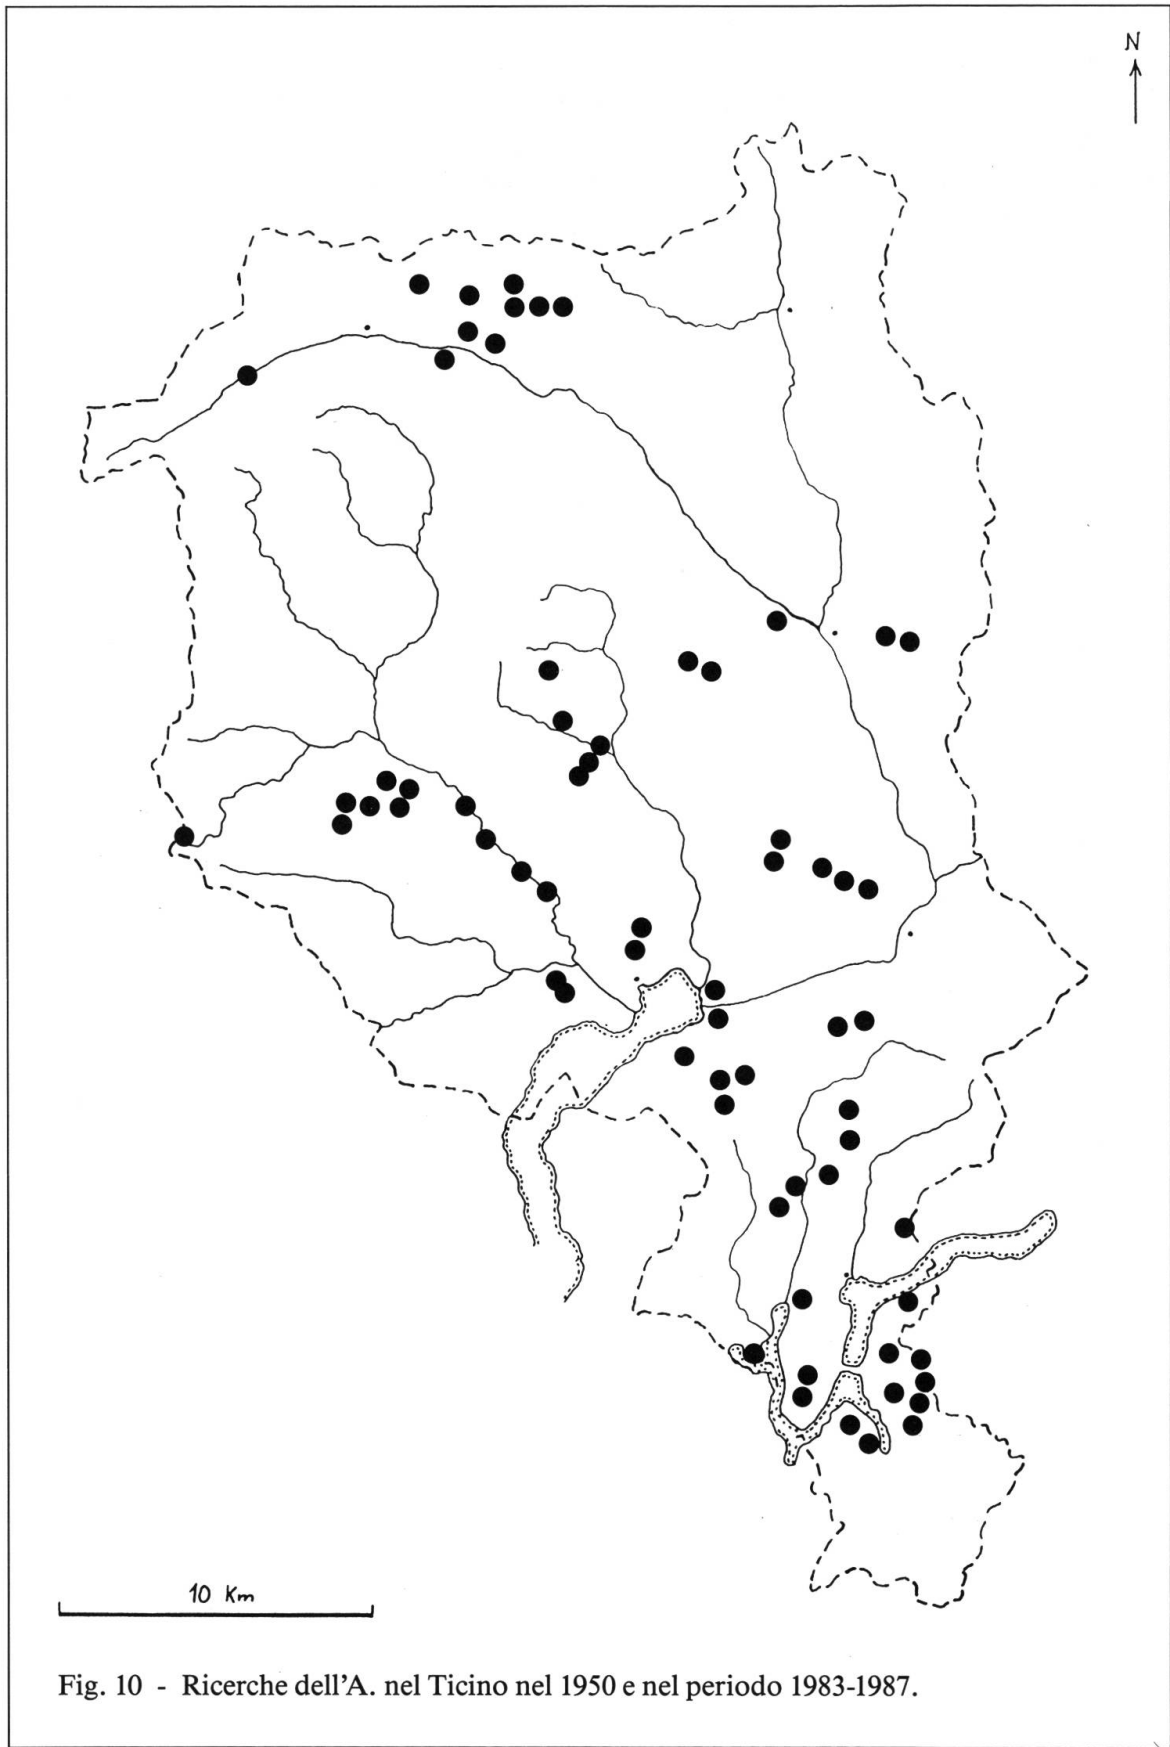 N
10 Km
Fig. 10 - Ricerche dell'A. nel Ticino nel 1950 e nel periodo 1983-1987.